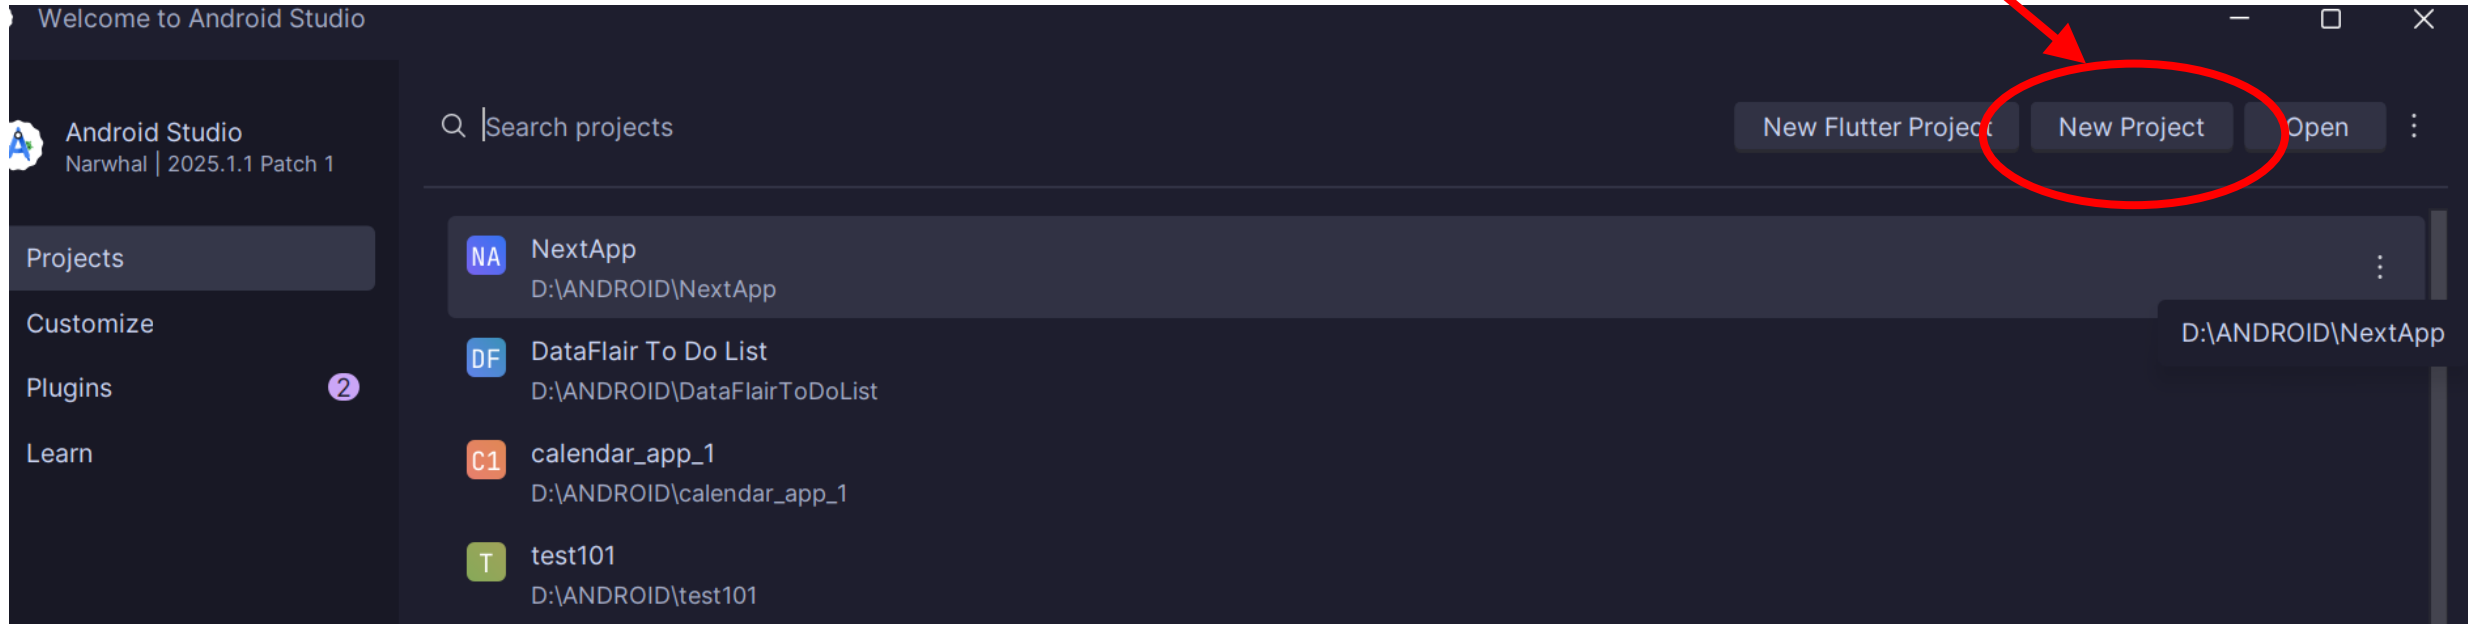 Welcome to Android Studio
Android Studio
Narwhal | 2025.1.1 Patch 1
Search projects
New Flutter Project
New Project
Open
Projects
Customize
Plugins
2
Learn
NA
NextApp
D:\ANDROID\NextApp
D:\ANDROID\NextApp
DF
DataFlair To Do List
D:\ANDROID\DataFlairToDoList
C1
calendar_app_1
D:\ANDROID\calendar_app_1
T
test101
D:\ANDROID\test101